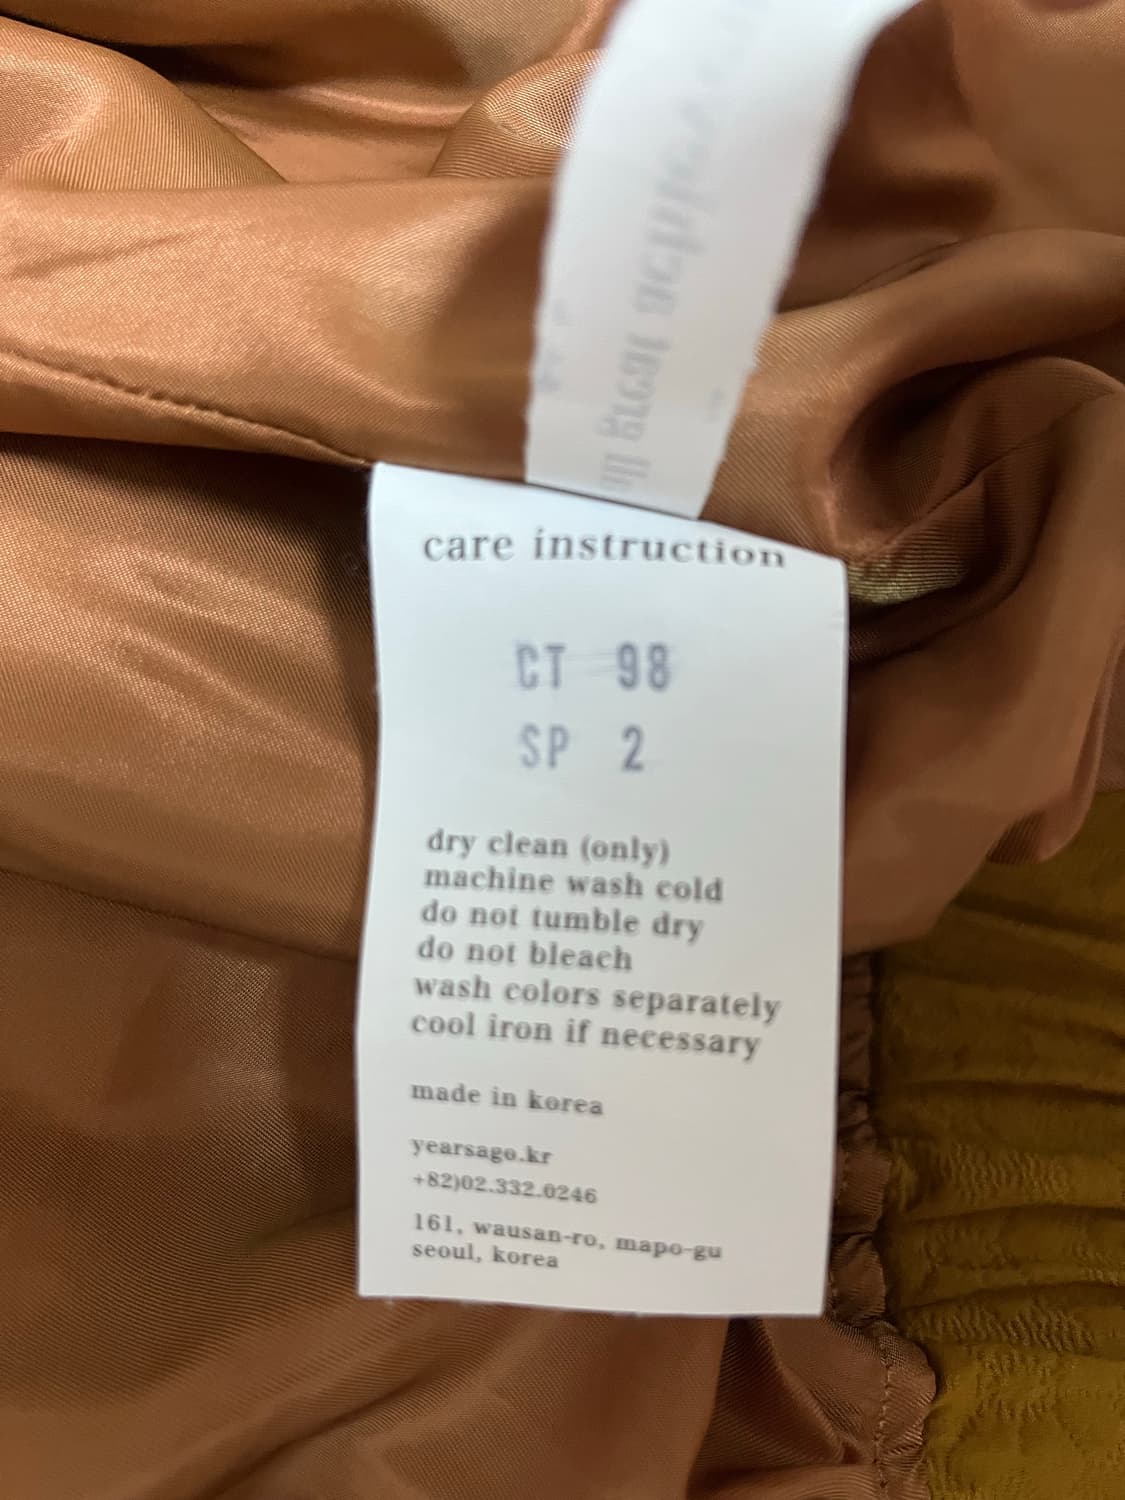 care instruction
CT 98
SP 2
dry clean (only)
machine wash cold
do not tumble dry
do not bleach
wash colors separately
cool iron if necessary
made in korea
yearsago.kr
+82)02.332.0246
161, wausan-ro, mapo-gu
seoul, korea